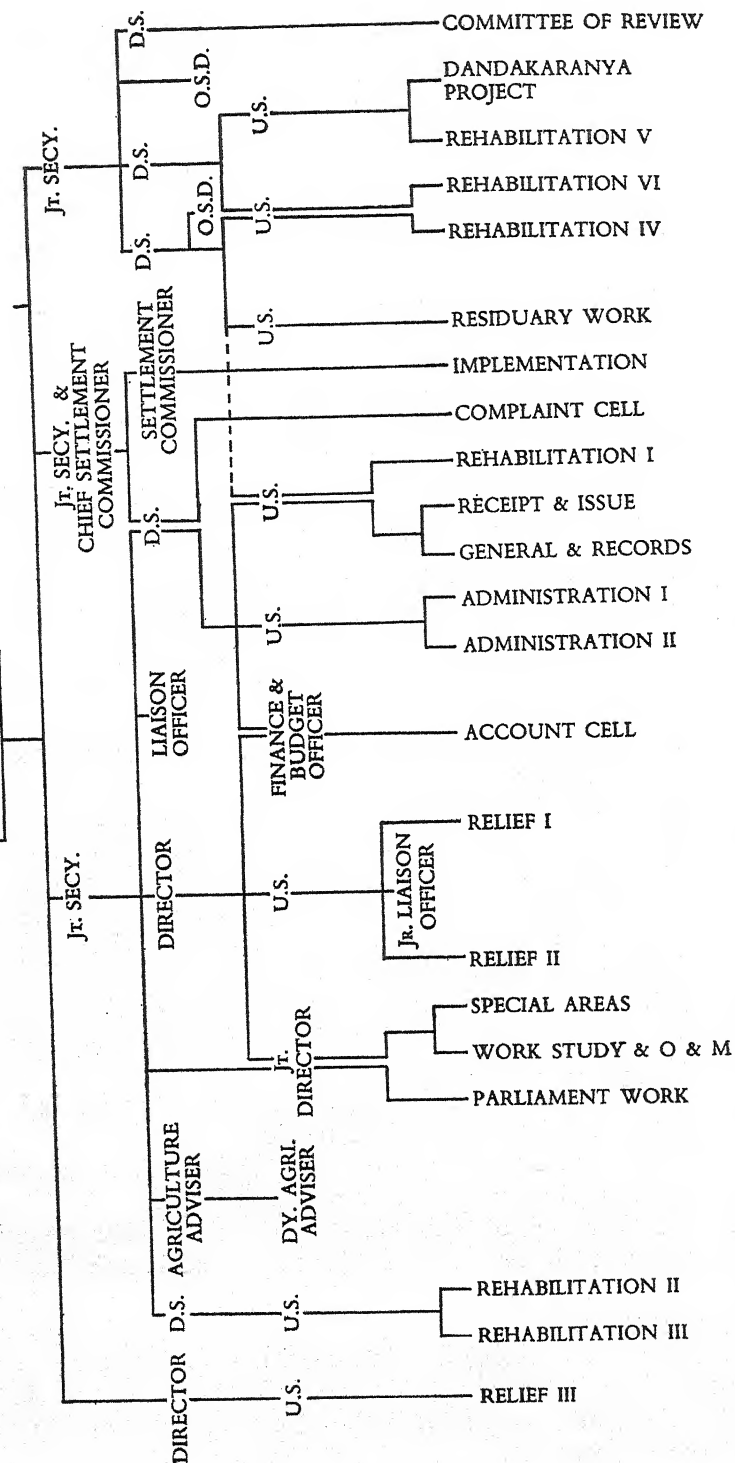 D.S.
COMMITTEE OF REVIEW
O.S.D.
DANDAKARANYA
PROJECT
U.S.
REHABILITATION V
JT. SECY.
D.S.
REHABILITATION VI
O.S.D.
U.S.
REHABILITATION IV
D.S.
U.S.
RESIDUARY WORK
JT. SECY. &
CHIEF SETTLEMENT
COMMISSIONER
SETTLEMENT
COMMISSIONER
IMPLEMENTATION
COMPLAINT CELL
D.S.
REHABILITATION I
U.S.
RECEIPT & ISSUE
GENERAL & RECORDS
ADMINISTRATION I
U.S.
ADMINISTRATION II
LIAISON
OFFICER
FINANCE &
BUDGET
OFFICER
ACCOUNT CELL
RELIEF I
JT. SECY.
DIRECTOR
U.S.
JR. LIAISON
OFFICER
RELIEF II
SPECIAL AREAS
JT.
DIRECTOR
WORK STUDY & O & M
PARLIAMENT WORK
AGRICULTURE
ADVISER
DY. AGRI.
ADVISER
REHABILITATION II
D.S.
U.S.
REHABILITATION III
DIRECTOR
U.S.
RELIEF III